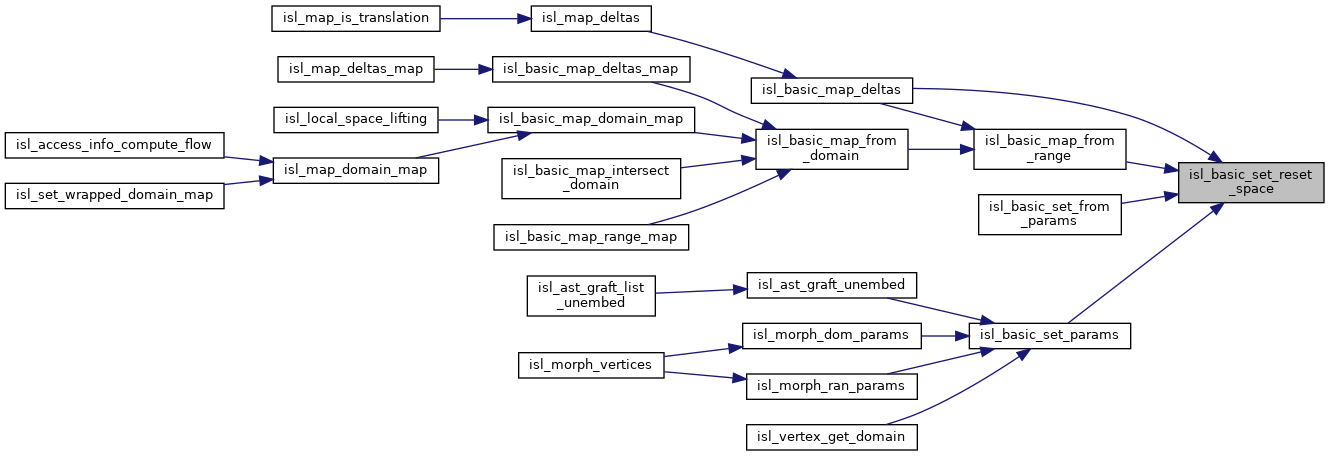 isl_map_is_translation
isl_map_deltas
isl_map_deltas_map
isl_basic_map_deltas_map
isl_basic_map_deltas
isl_local_space_lifting
isl_basic_map_domain_map
isl_access_info_compute_flow
isl_map_domain_map
isl_set_wrapped_domain_map
isl_basic_map_from
_domain
isl_basic_map_from
_range
isl_basic_map_intersect
_domain
isl_basic_set_reset
_space
isl_basic_set_from
_params
isl_basic_map_range_map
isl_ast_graft_list
_unembed
isl_ast_graft_unembed
isl_morph_dom_params
isl_basic_set_params
isl_morph_vertices
isl_morph_ran_params
isl_vertex_get_domain